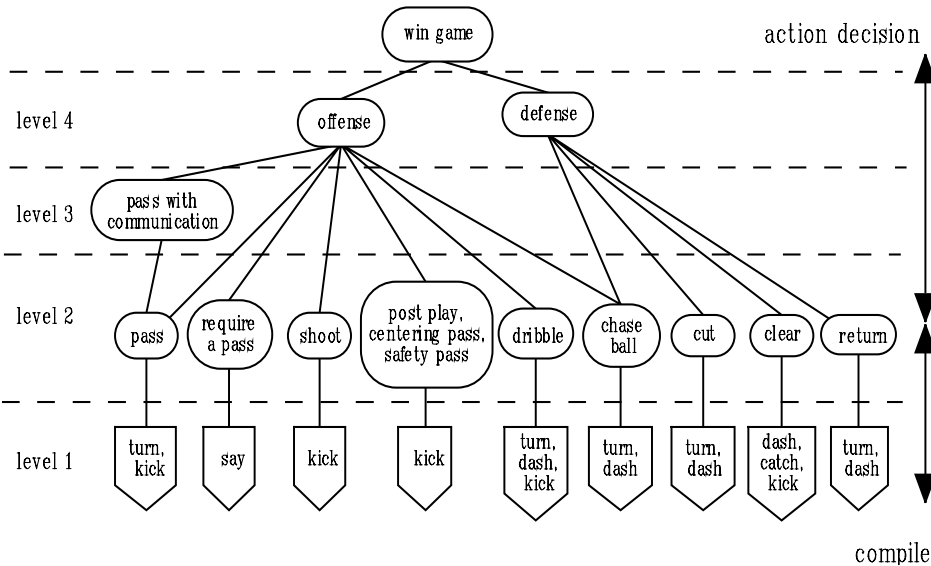 win game
action decision
level 4
offense
defense
level 3
pass with
communication
level 2
pass
require
a pass
shoot
post play,
centering pass,
safety pass
dribble
chase
ball
cut
clear
return
level 1
turn,
kick
say
kick
kick
turn,
dash,
kick
turn,
dash
turn,
dash
dash,
catch,
kick
turn,
dash
compile